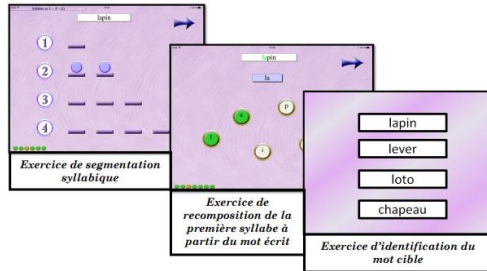 lapin
1
2
3
4
Exercice de segmentation
syllabique
lapin
la
p
i
Exercice de
recomposition de la
première syllabe à
partir du mot écrit
lapin
lever
loto
chapeau
Exercice d'identification du
mot cible